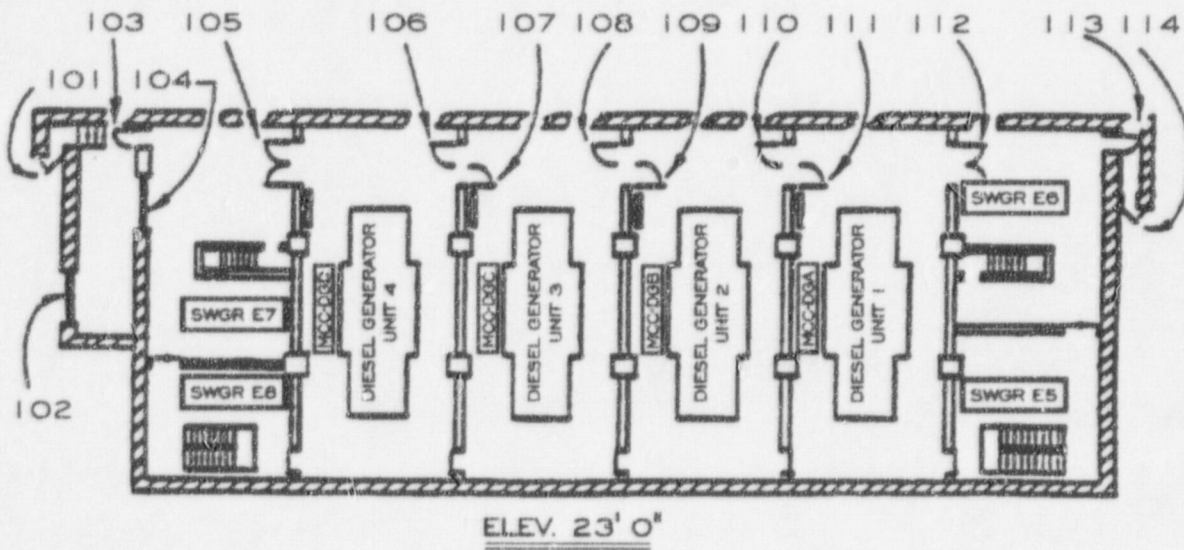 103 105 106 107 108 109 110 111 112 113 114
101 104
SWGR E6
MCC-DGC
DIESEL GENERATOR
UNIT 4
MCC-DGC
DIESEL GENERATOR
UNIT 3
MCC-DGB
DIESEL GENERATOR
UNIT 2
MCC-DGA
DIESEL GENERATOR
UNIT 1
SWGR E7
SWGR E8
SWGR E5
102
ELEV. 23' 0"